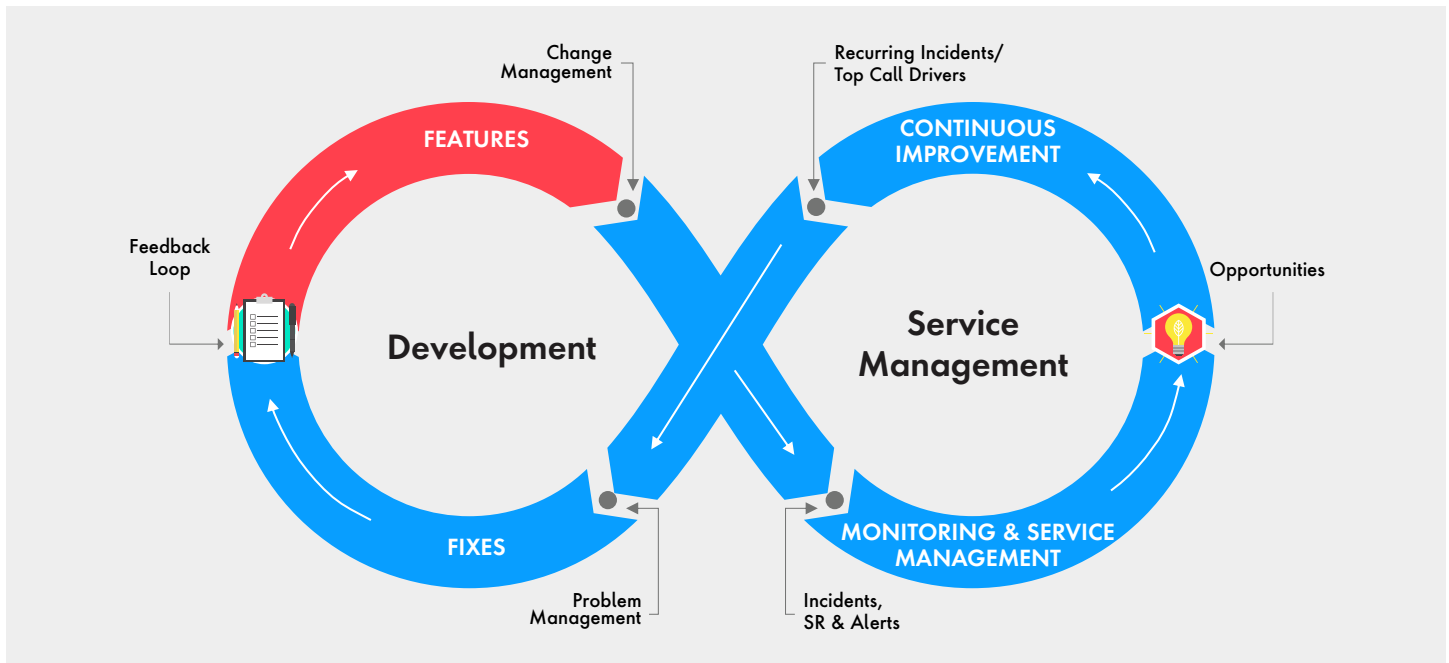 Change
Management
Recurring Incidents/
Top Call Drivers
FEATURES
CONTINUOUS
IMPROVEMENT
Feedback
Loop
Opportunities
Development
Service
Management
FIXES
MONITORING & SERVICE
MANAGEMENT
Problem
Management
Incidents,
SR & Alerts